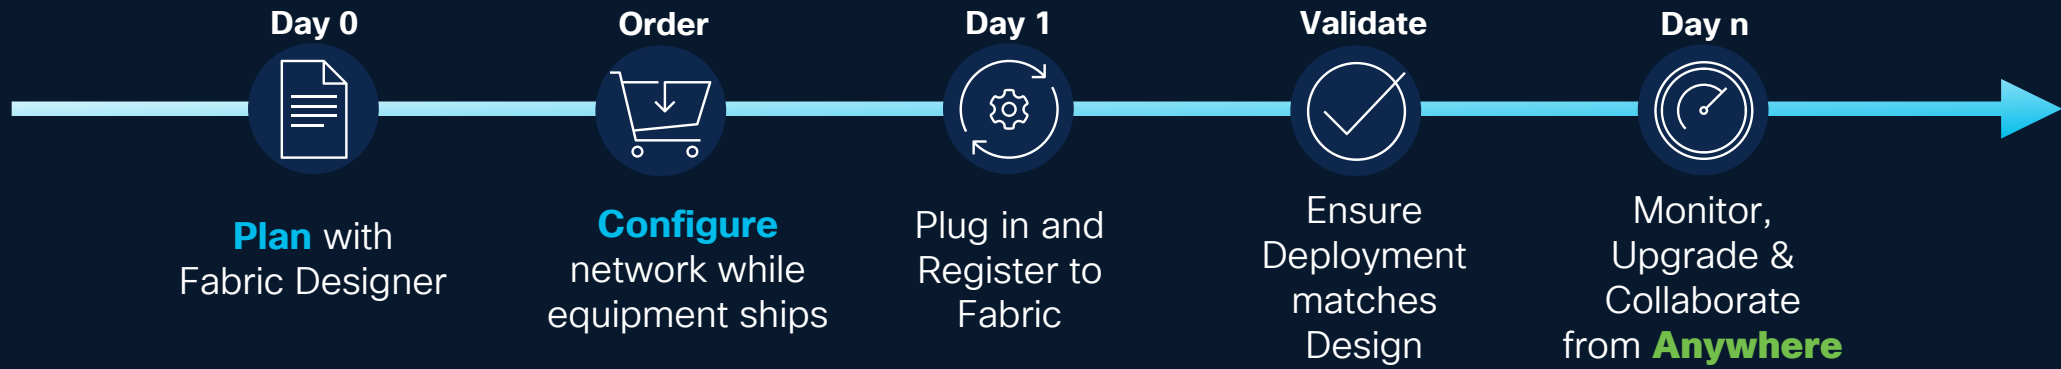 Day 0
Plan with
Fabric Designer
Order
Configure
network while
equipment ships
Day 1
Plug in and
Register to
Fabric
Validate
Ensure
Deployment
matches
Design
Day n
Monitor,
Upgrade &
Collaborate
from Anywhere